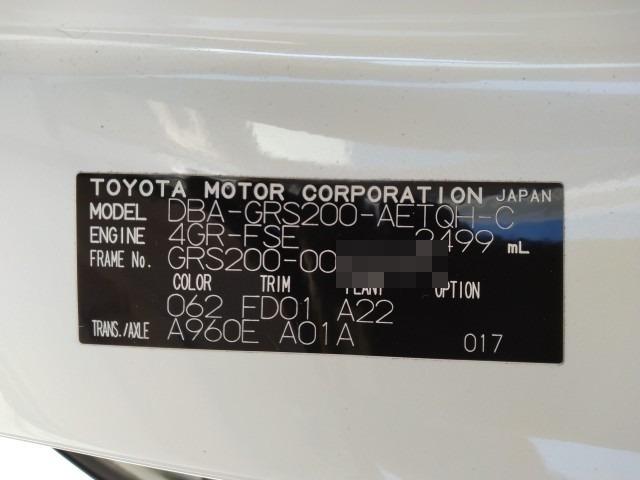 TOYOTA MOTOR CORPORATION JAPAN
MODEL DBA-GRS200-AETQH-C
ENGINE 4GR-FSE 2499 mL
FRAME No. GRS200-00
COLOR TRIM PLANT OPTION
062 FD01 A22
TRANS./AXLE A960E A01A 017